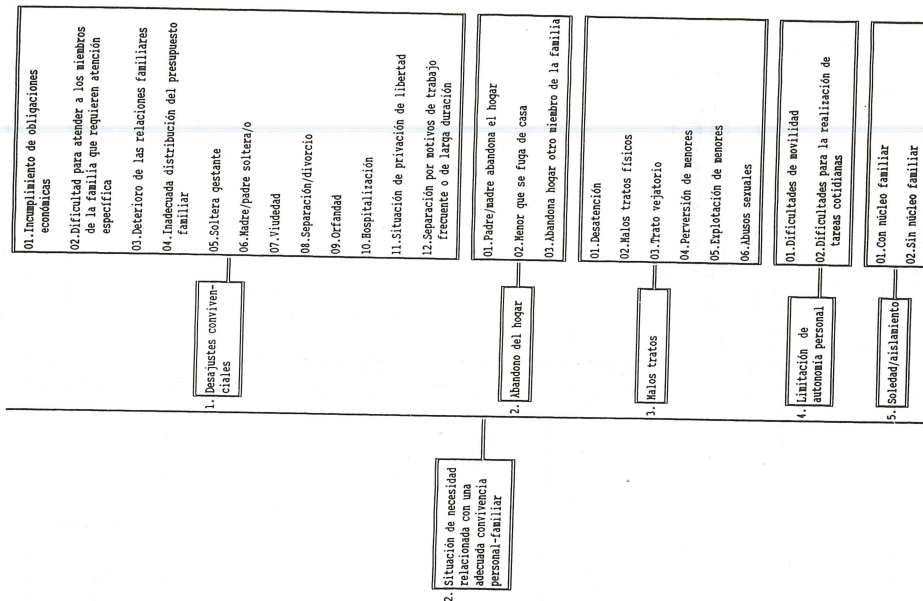 2. Situación de necesidad
relacionada con una
adecuada convivencia
personal-familiar
1. Desajustes conviven-
ciales
01.Incumplimiento de obligaciones
económicas
02.Dificultad para atender a los miembros
de la familia que requieren atención
específica
03.Deterioro de las relaciones familiares
04.Inadecuada distribución del presupuesto
familiar
05.Soltera gestante
06.Madre/padre soltera/o
07.Viudedad
08.Separación/divorcio
09.Orfandad
10.Hospitalización
11.Situación de privación de libertad
12.Separación por motivos de trabajo
frecuente o de larga duración
2. Abandono del hogar
01.Padre/madre abandona el hogar
02.Menor que se fuga de casa
03.Abandona hogar otro miembro de la familia
3. Malos tratos
01.Desatención
02.Malos tratos físicos
03.Trato vejatorio
04.Perversión de menores
05.Explotación de menores
06.Abusos sexuales
4. Limitación de
autonomía personal
01.Dificultades de movilidad
02.Dificultades para la realización de
tareas cotidianas
5. Soledad/aislamiento
01.Con núcleo familiar
02.Sin núcleo familiar